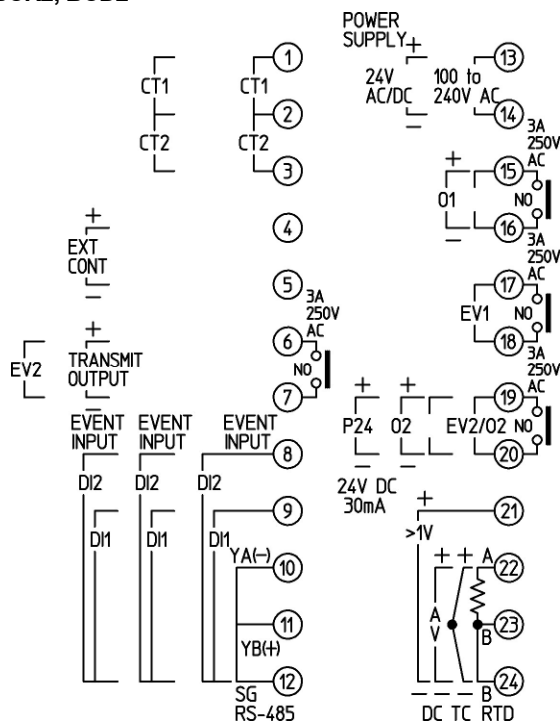 POWER
SUPPLY
+
24V
AC/DC
100 to
240V AC
−
CT1
CT2
CT1
CT2
1
2
3
4
5
6
7
8
9
10
11
12
13
14
15
16
17
18
19
20
21
22
23
24
3A
250V
AC
NO
+
O1
−
3A
250V
AC
NO
EV1
3A
250V
AC
NO
EV2/O2
+
O2
−
+
P24
−
24V DC
30mA
+
EXT
CONT
−
+
TRANSMIT
OUTPUT
−
EV2
3A
250V
AC
NO
EVENT
INPUT
EVENT
INPUT
EVENT
INPUT
DI2
DI1
DI2
DI1
DI2
DI1
YA(−)
YB(+)
SG
RS-485
+
>1V
+
+
A
A
V
B
B
−
−
−
DC TC RTD